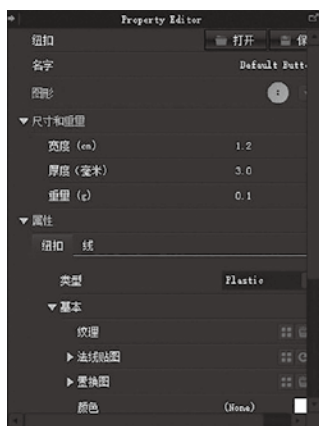 Property Editor
纽扣 打开
名字 Default Butt
图形
▼ 尺寸和重量
宽度 (cm) 1.2
厚度 (毫米) 3.0
重量 (g) 0.1
▼ 属性
纽扣 线
类型 Plastic
▼ 基本
纹理
▶ 法线贴图
▶ 置换图
颜色 (None)